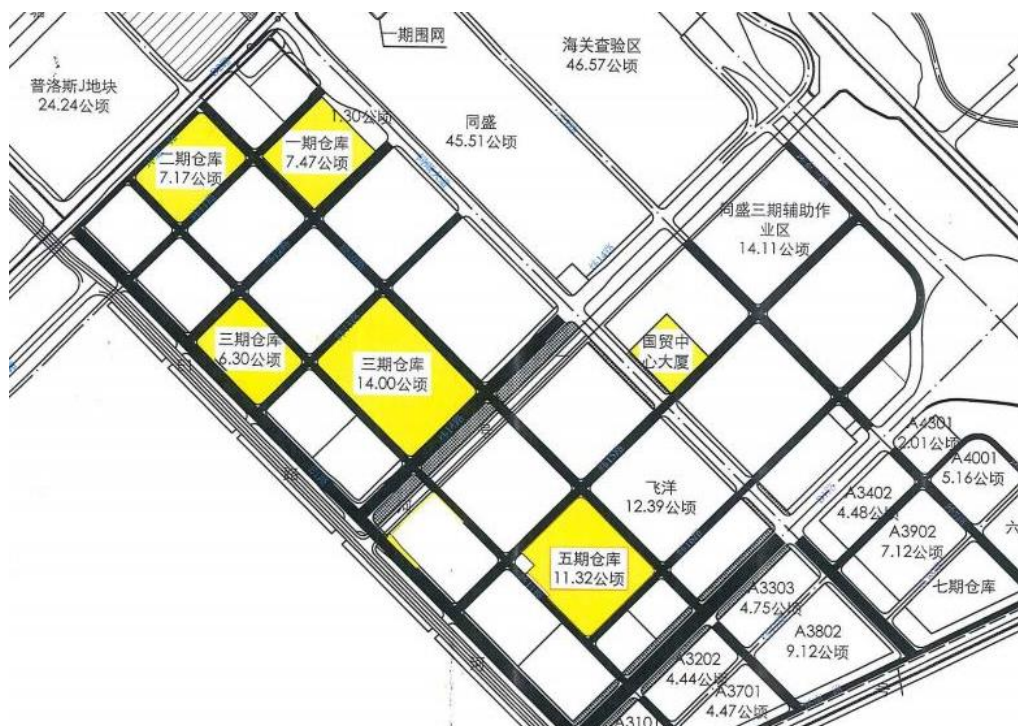 一期围网
海关查验区
46.57公顷
普洛斯J地块
24.24公顷
1.30公顷
同盛
45.51公顷
一期仓库
7.47公顷
二期仓库
7.17公顷
同盛三期辅助作
业区
14.11公顷
三期仓库
6.30公顷
三期仓库
14.00公顷
国贸中
心大厦
A4301
2.01公顷
A4001
5.16公顷
飞洋
12.39公顷
A3402
4.48公顷
A3902
7.12公顷
六
五期仓库
11.32公顷
七期仓库
A3303
4.75公顷
A3802
9.12公顷
A3202
4.44公顷
A3701
4.47公顷
A3101
路
河